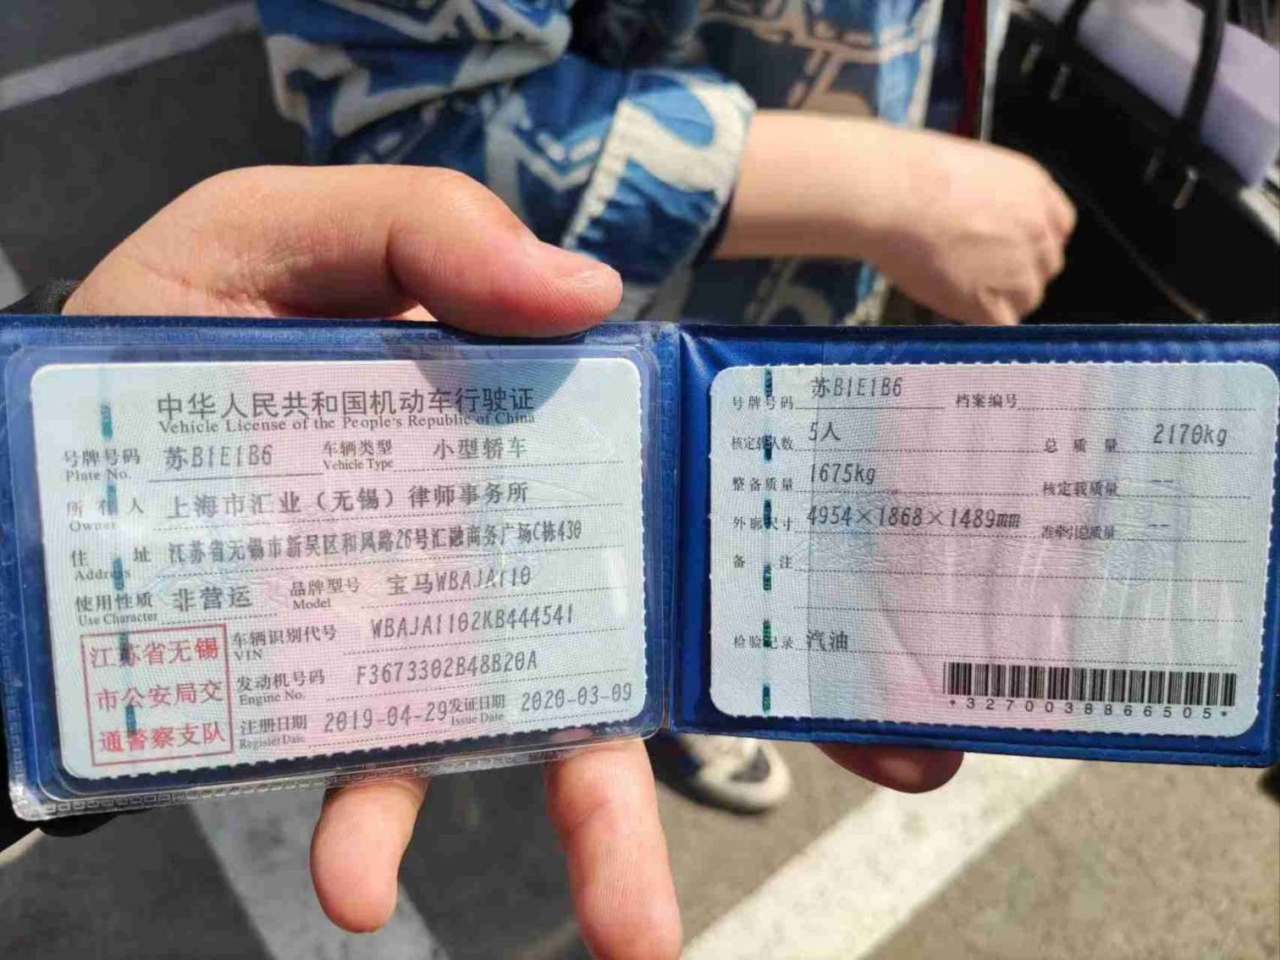 中华人民共和国机动车行驶证
Vehicle License of the People's Republic of China
号牌号码 苏B1E1B6 车辆类型 小型轿车
Plate No. Vehicle Type
所有人 上海市汇业（无锡）律师事务所
Owner
住址 江苏省无锡市新吴区和风路26号汇融商务广场C栋430
Address
使用性质 非营运 品牌型号 宝马WBAJA110
Use Character Model
车辆识别代号 WBAJA1102KB444541
VIN
发动机号码 F3673302B48B20A
Engine No.
注册日期 2019-04-29 发证日期 2020-03-09
Register Date Issue Date
江苏省无锡
市公安局交
通警察支队
号牌号码 苏B1E1B6 档案编号
核定载人数 5人 总质量 2170kg
整备质量 1675kg 核定载质量 --
外廓尺寸 4954×1868×1489mm 准牵引总质量 --
备注
检验记录 汽油
*3270038866505*